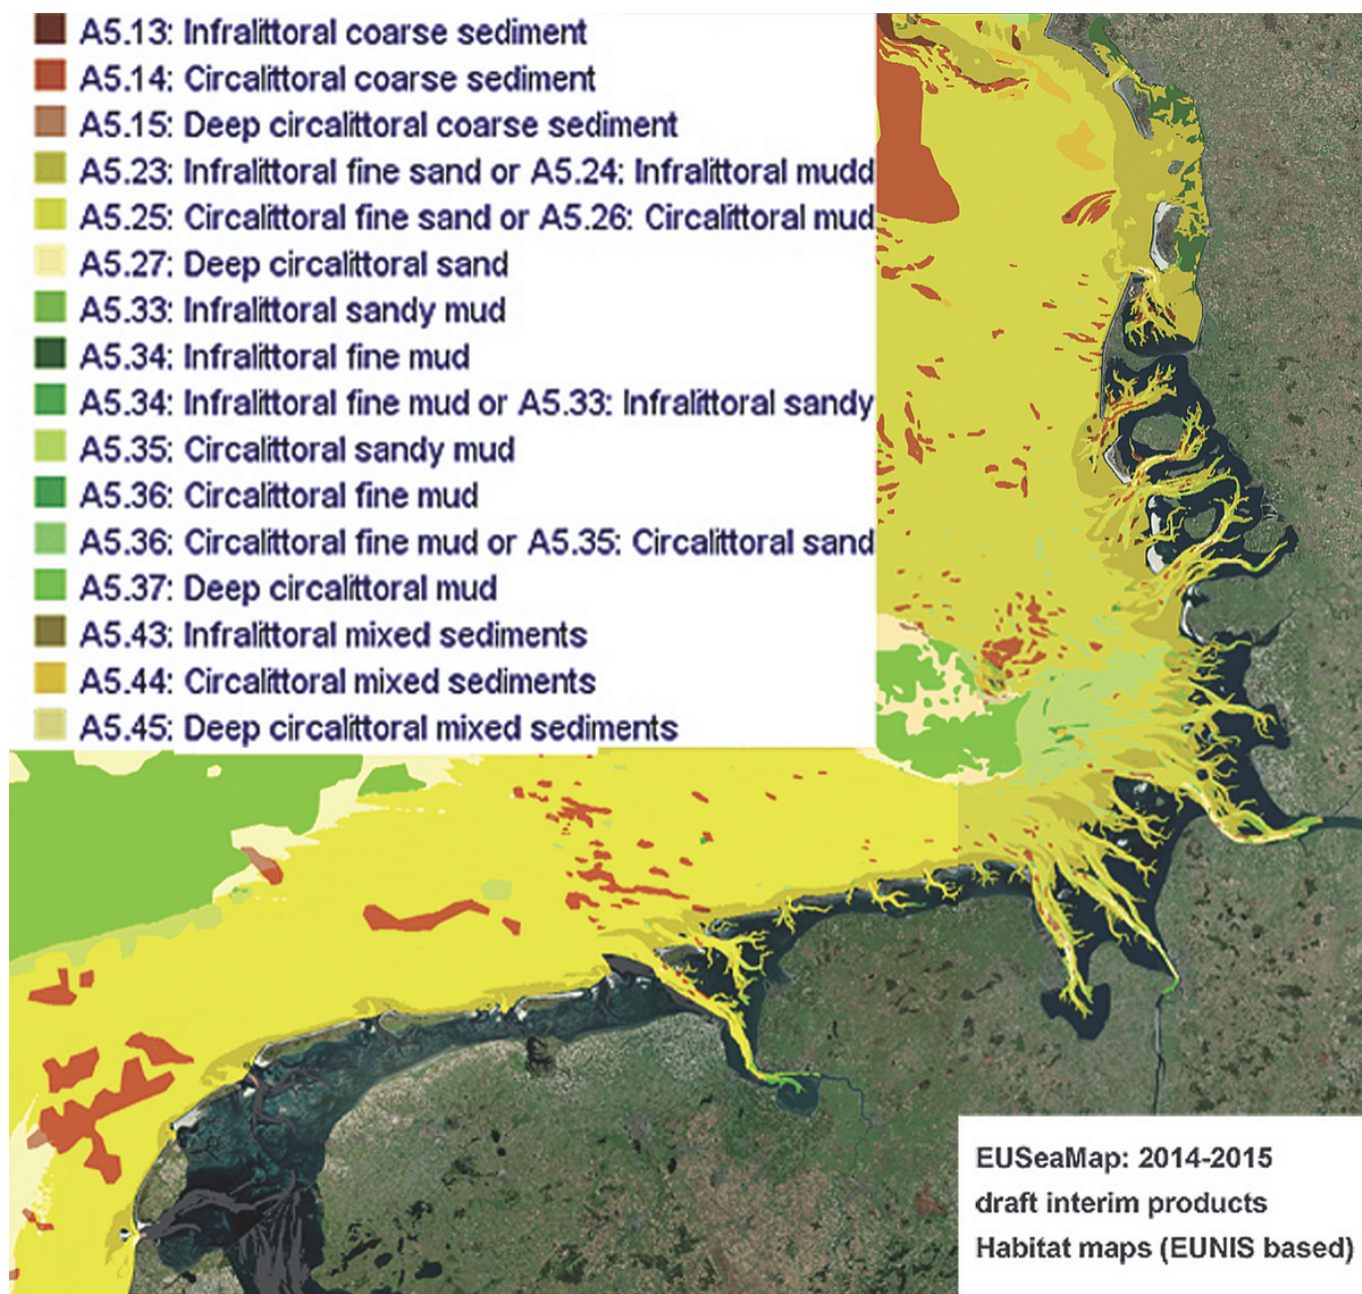 A5.13: Infralittoral coarse sediment
A5.14: Circalittoral coarse sediment
A5.15: Deep circalittoral coarse sediment
A5.23: Infralittoral fine sand or A5.24: Infralittoral mudd
A5.25: Circalittoral fine sand or A5.26: Circalittoral mud
A5.27: Deep circalittoral sand
A5.33: Infralittoral sandy mud
A5.34: Infralittoral fine mud
A5.34: Infralittoral fine mud or A5.33: Infralittoral sandy
A5.35: Circalittoral sandy mud
A5.36: Circalittoral fine mud
A5.36: Circalittoral fine mud or A5.35: Circalittoral sand
A5.37: Deep circalittoral mud
A5.43: Infralittoral mixed sediments
A5.44: Circalittoral mixed sediments
A5.45: Deep circalittoral mixed sediments
EUSeaMap: 2014-2015
draft interim products
Habitat maps (EUNIS based)